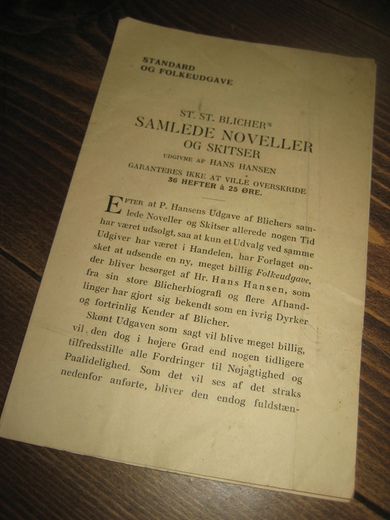 STANDARD
OG FOLKEUDGAVE
ST. ST. BLICHERs
SAMLEDE NOVELLER
OG SKITSER
UDGIVNE AF HANS HANSEN
GARANTERES IKKE AT VILLE OVERSKRIDE
36 HEFTER à 25 ØRE.
EFTER at P. Hansens Udgave af Blichers sam-
lede Noveller og Skitser allerede nogen Tid
har været udsolgt, saa at kun et Udvalg ved samme
Udgiver har været i Handelen, har Forlaget øn-
sket at udsende en ny, meget billig Folkeudgave,
der bliver besørget af Hr. Hans Hansen, som
fra sin store Blicherbiografi og flere Afhand-
linger har gjort sig bekendt som en ivrig Dyrker
og fortrinlig Kender af Blicher.
Skønt Udgaven som sagt vil blive meget billig,
vil den dog i højere Grad end nogen tidligere
tilfredsstille alle Fordringer til Nøjagtighed og
Paalidelighed. Som det vil ses af det straks
nedenfor anførte, bliver den endog fuldstæn-